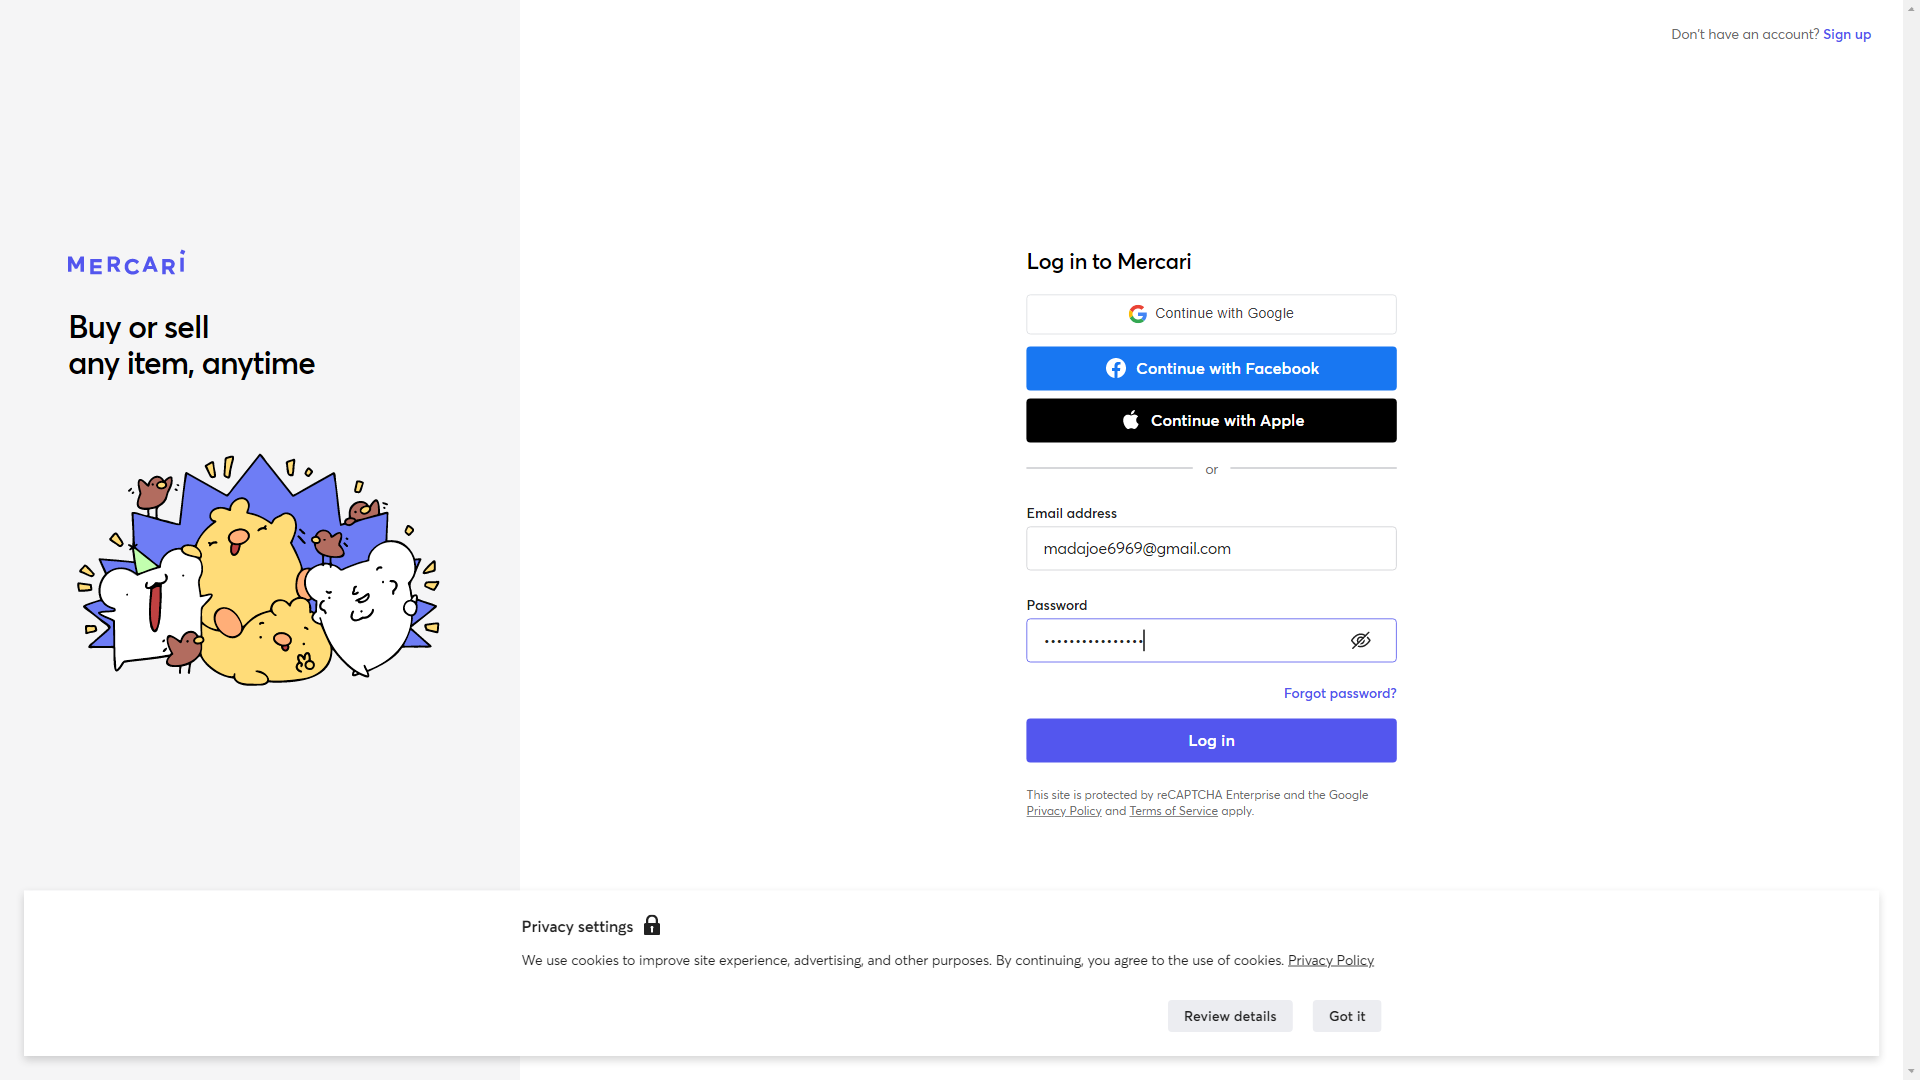 Don't have an account? Sign up
MERCARI
Buy or sell
any item, anytime
Log in to Mercari
Continue with Google
Continue with Facebook
Continue with Apple
or
Email address
madajoe6969@gmail.com
Password
••••••••••••••••
Forgot password?
Log in
This site is protected by reCAPTCHA Enterprise and the Google
Privacy Policy and Terms of Service apply.
Privacy settings
We use cookies to improve site experience, advertising, and other purposes. By continuing, you agree to the use of cookies. Privacy Policy
Review details
Got it